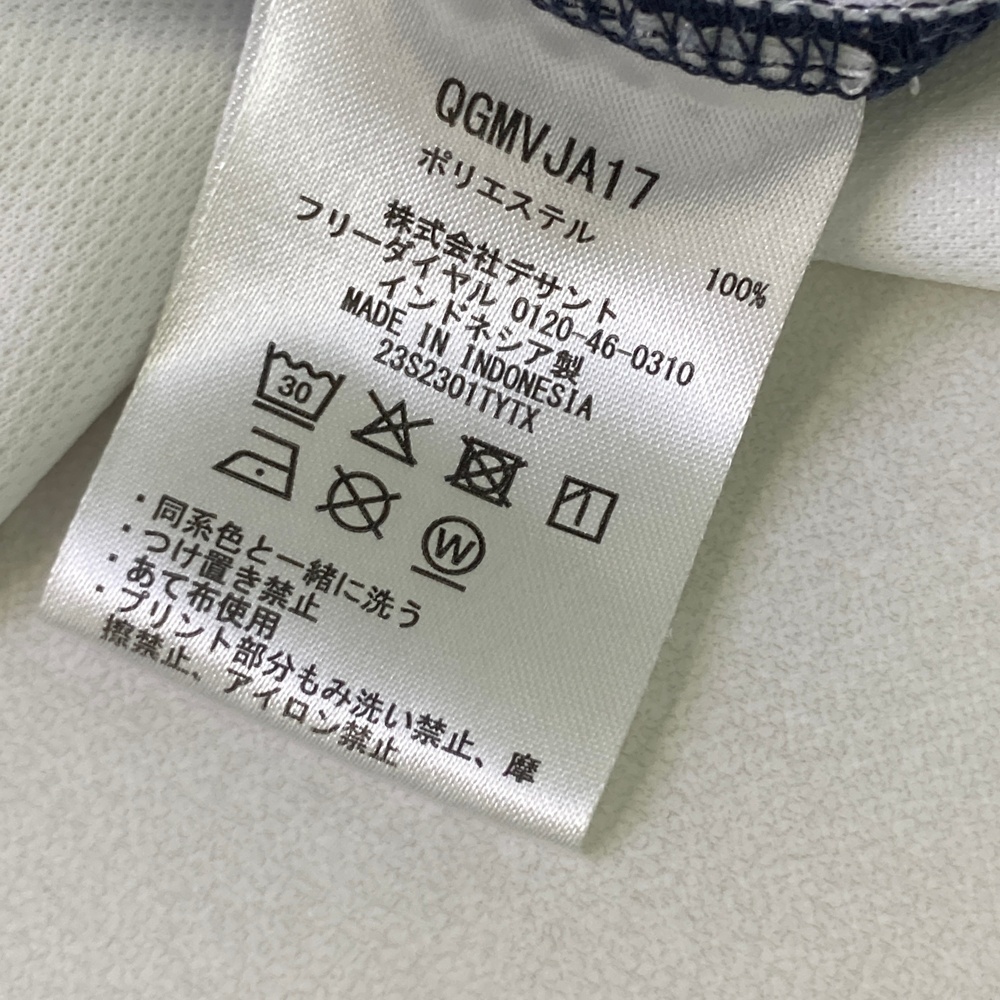 QGMVJA17
ポリエステル 100%
株式会社デサント
フリーダイヤル 0120-46-0310
インドネシア製
MADE IN INDONESIA
23S2301TYTX
30
W
・同系色と一緒に洗う
・つけ置き禁止
・あて布使用
・プリント部分もみ洗い禁止、摩
擦禁止、アイロン禁止